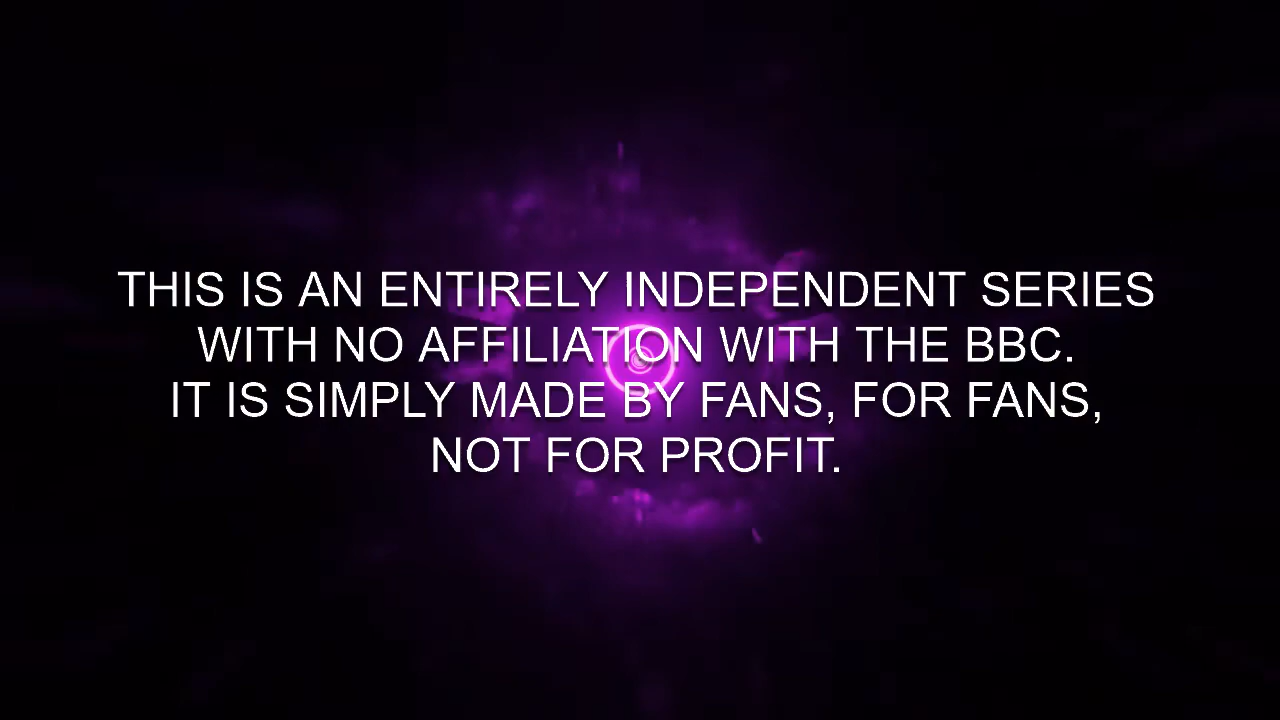 THIS IS AN ENTIRELY INDEPENDENT SERIES
WITH NO AFFILIATION WITH THE BBC.
IT IS SIMPLY MADE BY FANS, FOR FANS,
NOT FOR PROFIT.